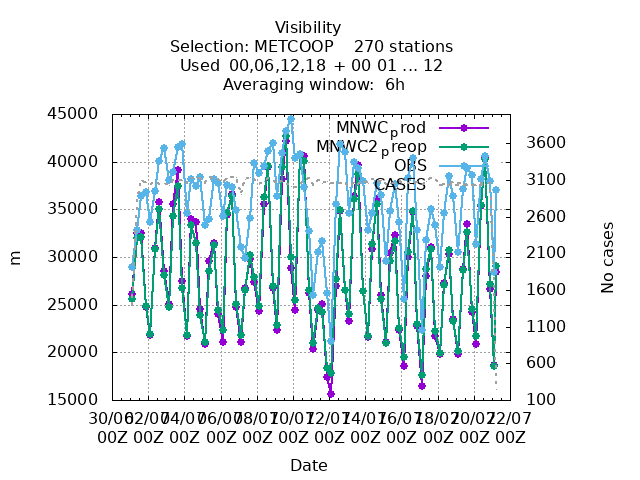 Visibility
Selection: METCOOP    270 stations
Used  00,06,12,18  + 00 01 ... 12
Averaging window:  6h
45000
40000
35000
30000
25000
20000
15000
m
MNWCprod
MNWC2preop
OBS
CASES
3600
3100
2600
2100
1600
1100
600
100
No cases
30/06 02/07 04/07 06/07 08/07 10/07 12/07 14/07 16/07 18/07 20/07 22/07
00Z 00Z 00Z 00Z 00Z 00Z 00Z 00Z 00Z 00Z 00Z 00Z
Date